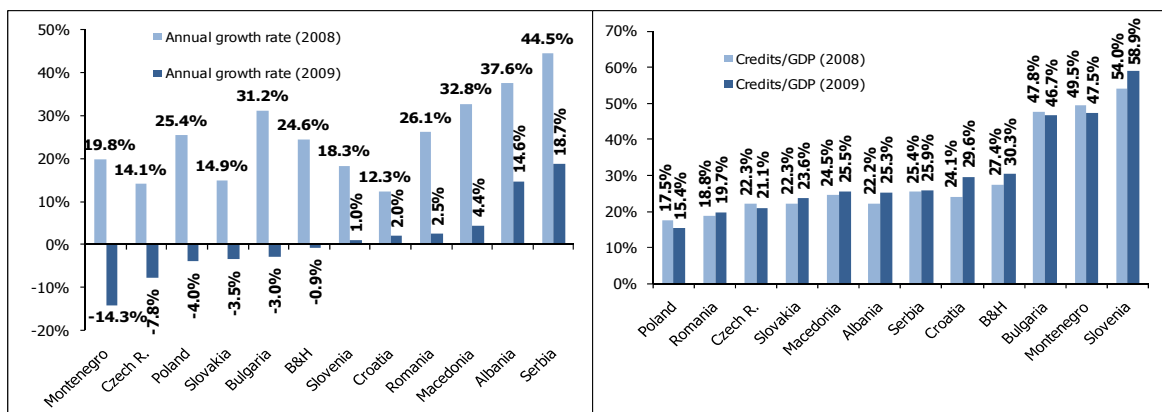 50%
40%
30%
20%
10%
0%
-10%
-20%
Annual growth rate (2008)
Annual growth rate (2009)
19.8%
14.1%
25.4%
14.9%
31.2%
24.6%
18.3%
12.3%
26.1%
32.8%
37.6%
44.5%
-14.3%
-7.8%
-4.0%
-3.5%
-3.0%
-0.9%
1.0%
2.0%
2.5%
4.4%
14.6%
18.7%
Montenegro
Czech R.
Poland
Slovakia
Bulgaria
B&H
Slovenia
Croatia
Romania
Macedonia
Albania
Serbia
70%
60%
50%
40%
30%
20%
10%
0%
Credits/GDP (2008)
Credits/GDP (2009)
17.5%
15.4%
18.8%
19.7%
22.3%
21.1%
22.3%
23.6%
24.5%
25.5%
22.2%
25.3%
25.4%
25.9%
24.1%
29.6%
27.4%
30.3%
47.8%
46.7%
49.5%
47.5%
54.0%
58.9%
Poland
Romania
Czech R.
Slovakia
Macedonia
Albania
Serbia
Croatia
B&H
Bulgaria
Montenegro
Slovenia